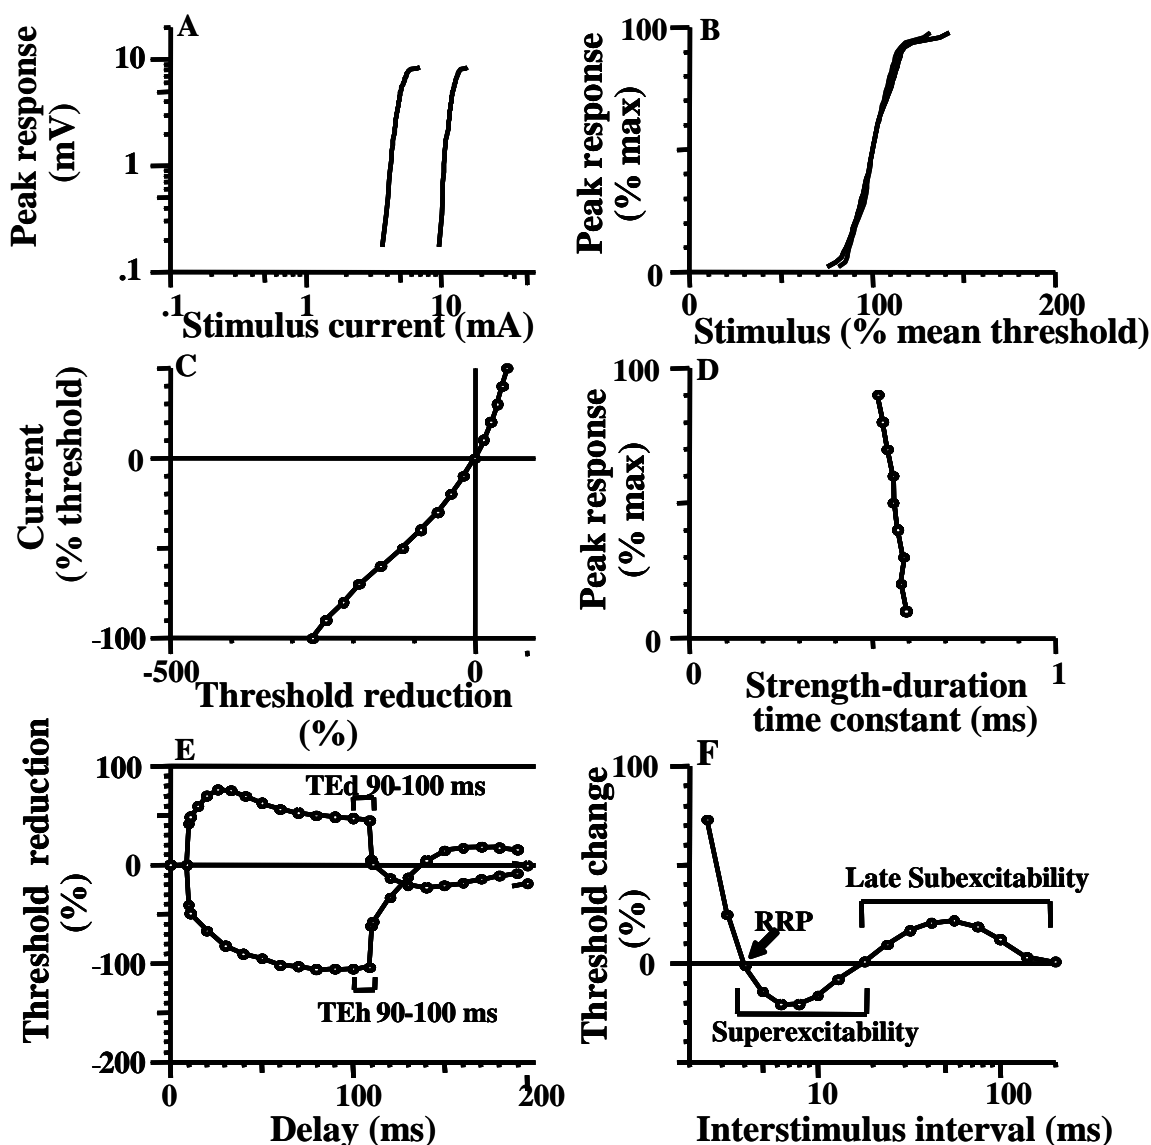 A
Peak response
(mV)
10
1
.1
.1
1
10
Stimulus current (mA)
B
Peak response
(% max)
100
0
0
100
200
Stimulus (% mean threshold)
C
Current
(% threshold)
0
-100
-500
0
Threshold reduction
(%)
D
Peak response
(% max)
100
0
0
1
Strength-duration
time constant (ms)
E
Threshold reduction
(%)
100
0
-100
-200
TEd 90-100 ms
TEh 90-100 ms
0
100
200
Delay (ms)
F
Threshold change
(%)
100
0
RRP
Late Subexcitability
Superexcitability
10
100
Interstimulus interval (ms)